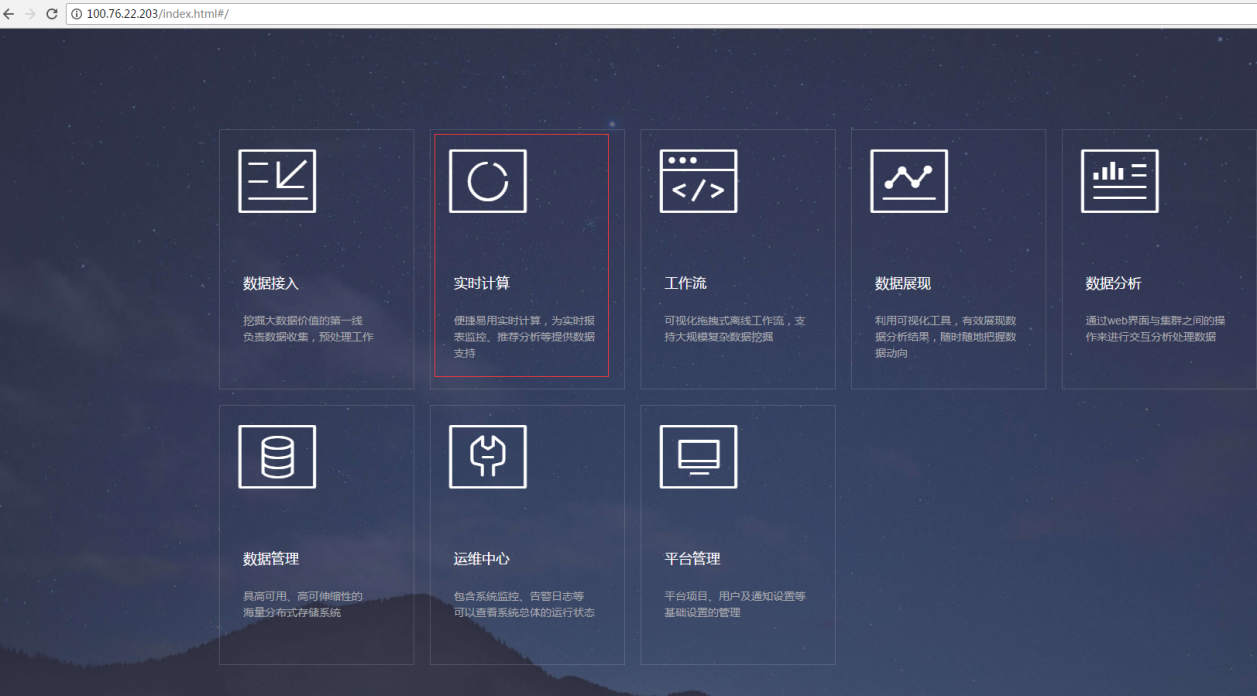 100.76.22.203/index.html#/
数据接入
挖掘大数据价值的第一线
负责数据收集，预处理工作
实时计算
便捷易用实时计算，为实时报
表监控、推荐分析等提供数据
支持
工作流
可视化拖拽式离线工作流，支
持大规模复杂数据挖掘
数据展现
利用可视化工具，有效展现数
据分析结果，随时随地把握数
据动向
数据分析
通过web界面与集群之间的操
作来进行交互分析处理数据
数据管理
具高可用、高可伸缩性的
海量分布式存储系统
运维中心
包含系统监控、告警日志等
可以查看系统总体的运行状态
平台管理
平台项目、用户及通知设置等
基础设置的管理